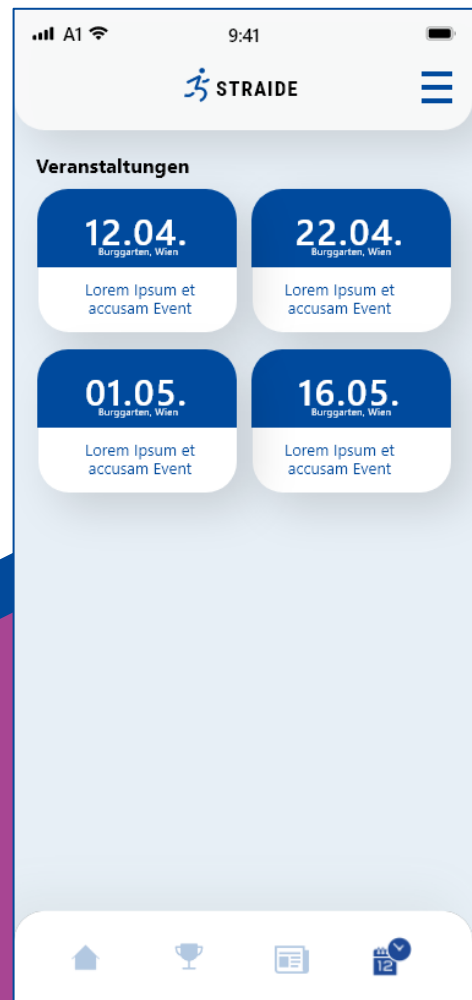 A1 9:41
STRAIDE
Veranstaltungen
12.04.
Burggarten, Wien
Lorem Ipsum et
accusam Event
22.04.
Burggarten, Wien
Lorem Ipsum et
accusam Event
01.05.
Burggarten, Wien
Lorem Ipsum et
accusam Event
16.05.
Burggarten, Wien
Lorem Ipsum et
accusam Event
12